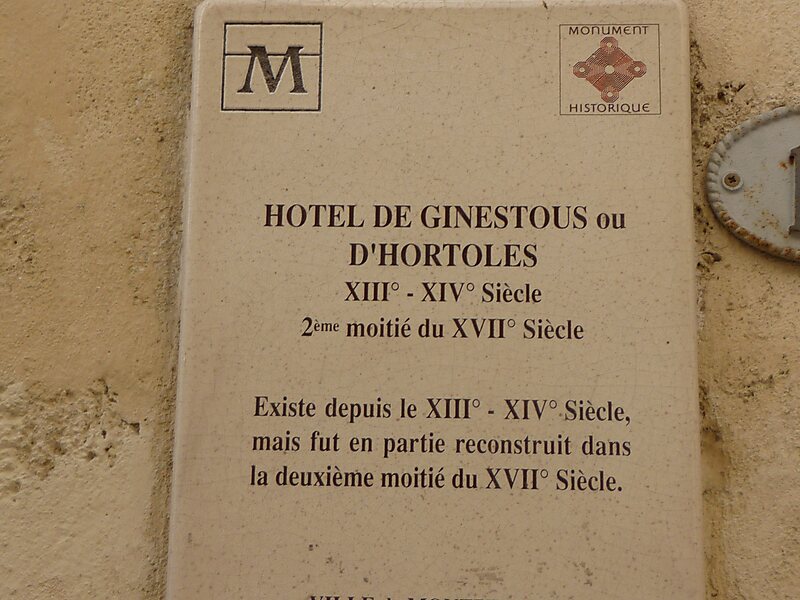 M
MONUMENT
HISTORIQUE
HOTEL DE GINESTOUS ou
D'HORTOLES
XIII° - XIV° Siècle
2ème moitié du XVII° Siècle
Existe depuis le XIII° - XIV° Siècle,
mais fut en partie reconstruit dans
la deuxième moitié du XVII° Siècle.